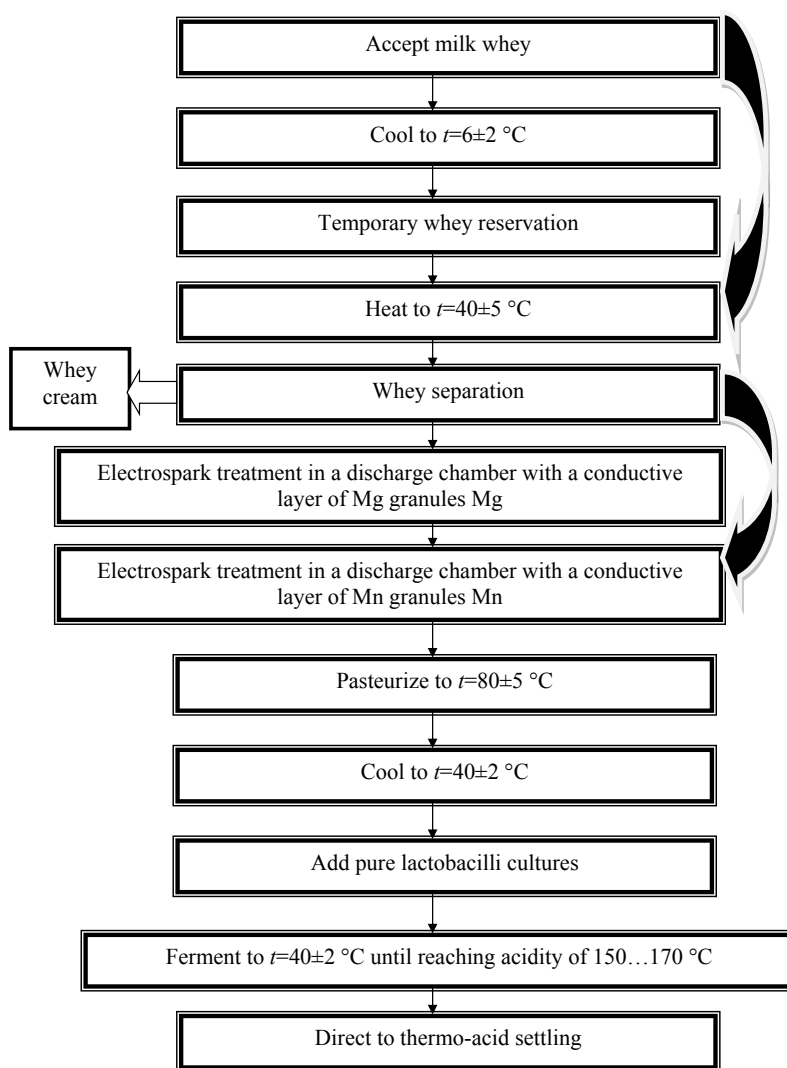 Accept milk whey
Cool to t=6±2 °C
Temporary whey reservation
Heat to t=40±5 °C
Whey
cream
Whey separation
Electrospark treatment in a discharge chamber with a conductive
layer of Mg granules Mg
Electrospark treatment in a discharge chamber with a conductive
layer of Mn granules Mn
Pasteurize to t=80±5 °C
Cool to t=40±2 °C
Add pure lactobacilli cultures
Ferment to t=40±2 °C until reaching acidity of 150…170 °C
Direct to thermo-acid settling